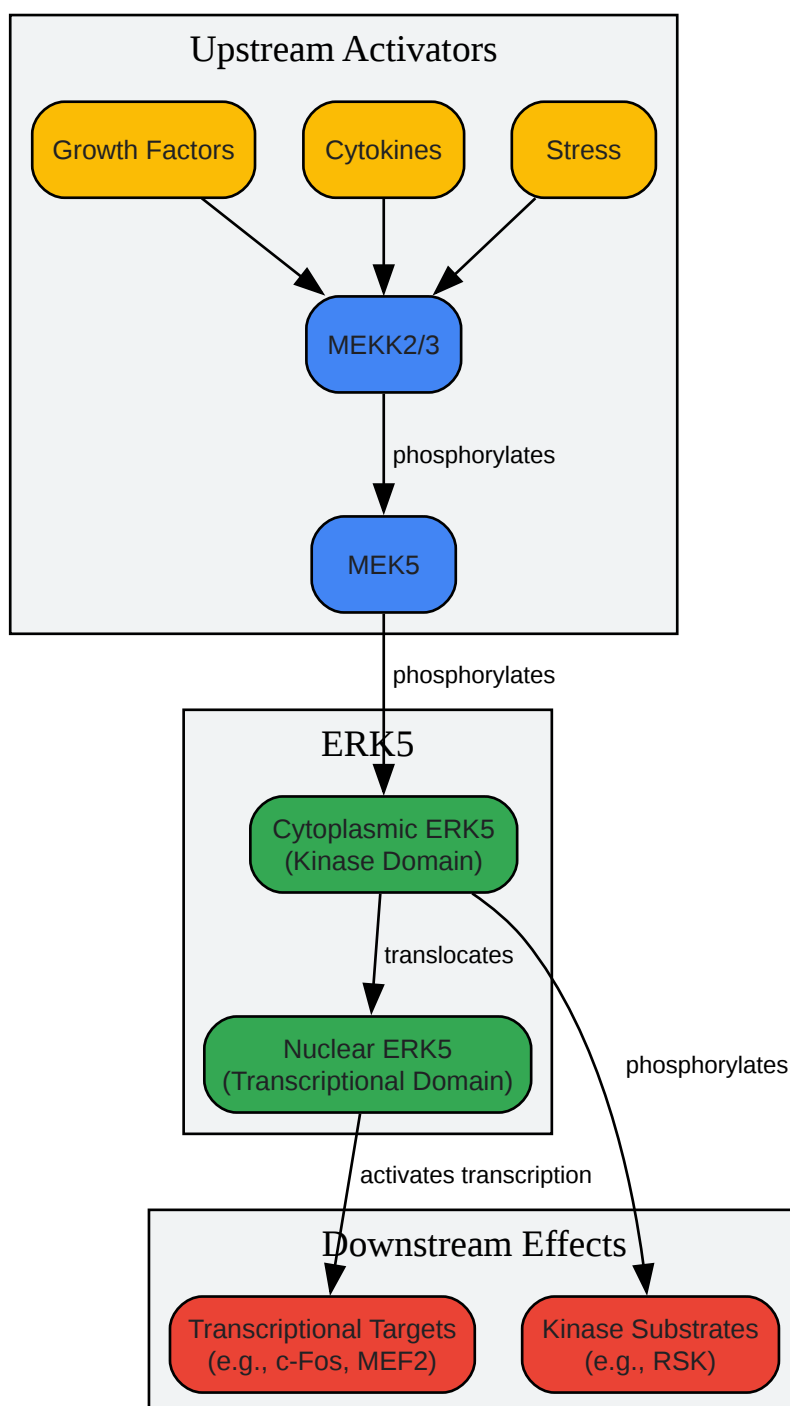 Upstream Activators
Growth Factors
Cytokines
Stress
MEKK2/3
phosphorylates
MEK5
phosphorylates
ERK5
Cytoplasmic ERK5
(Kinase Domain)
translocates
Nuclear ERK5
(Transcriptional Domain)
phosphorylates
activates transcription
Downstream Effects
Transcriptional Targets
(e.g., c-Fos, MEF2)
Kinase Substrates
(e.g., RSK)